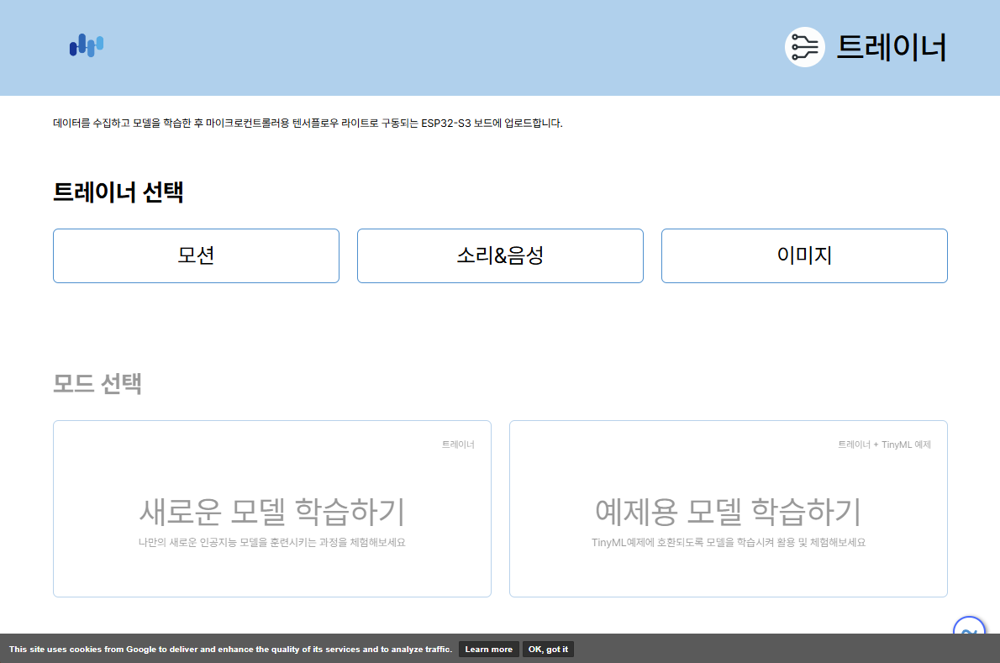 트레이너
데이터를 수집하고 모델을 학습한 후 마이크로컨트롤러용 텐서플로우 라이트로 구동되는 ESP32-S3 보드에 업로드합니다.
트레이너 선택
모션
소리&음성
이미지
모드 선택
트레이너
새로운 모델 학습하기
나만의 새로운 인공지능 모델을 훈련시키는 과정을 체험해보세요
트레이너 + TinyML 예제
예제용 모델 학습하기
TinyML예제에 호환되도록 모델을 학습시켜 활용 및 체험해보세요
This site uses cookies from Google to deliver and enhance the quality of its services and to analyze traffic. Learn more OK, got it